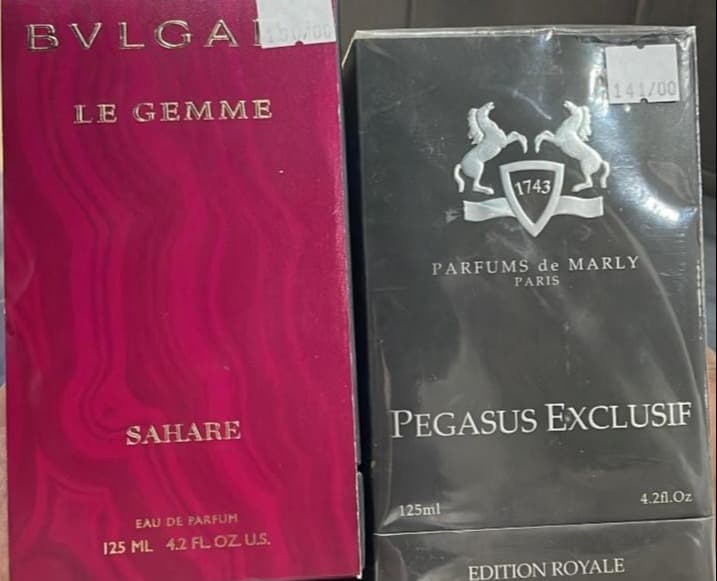 BVLGA
LE GEMME
SAHARE
EAU DE PARFUM
125 ML 4.2 FL. OZ. U.S.
141/00
1743
PARFUMS de MARLY
PARIS
PEGASUS EXCLUSIF
125ml 4.2fl.Oz
EDITION ROYALE